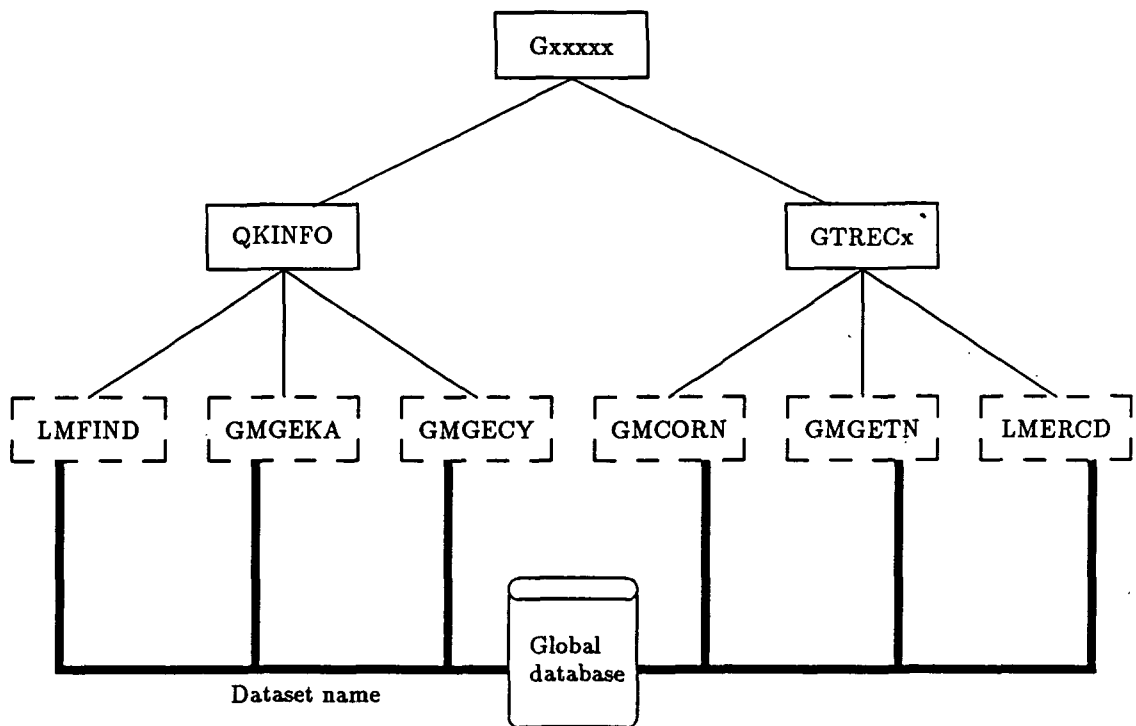 Gxxxxx
QKINFO
GTRECx
LMFIND
GMGEKA
GMGECY
GMCORN
GMGETN
LMERCD
Global
database
Dataset name